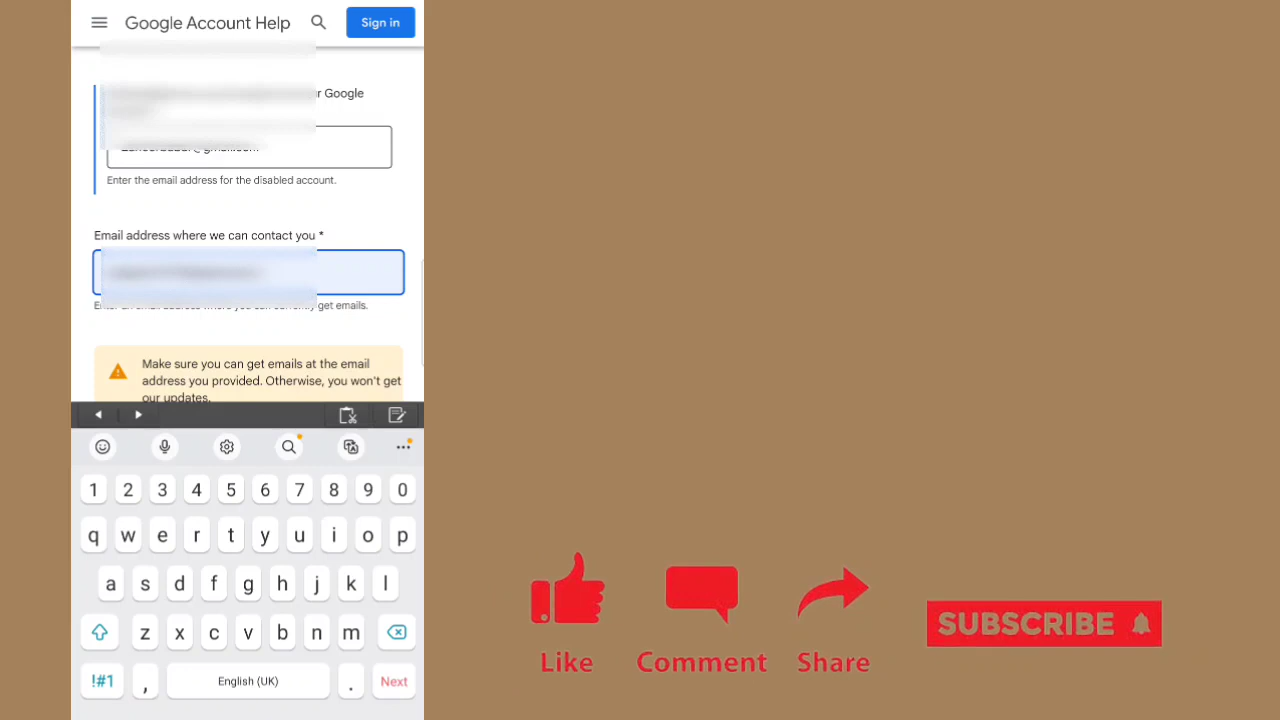 Google Account Help
Sign in
r Google
Enter the email address for the disabled account.
Email address where we can contact you *
get emails.
Make sure you can get emails at the email
address you provided. Otherwise, you won't get
our updates.
1 2 3 4 5 6 7 8 9 0
q w e r t y u i o p
a s d f g h j k l
z x c v b n m
!#1 , English (UK) . Next
Like Comment Share
SUBSCRIBE